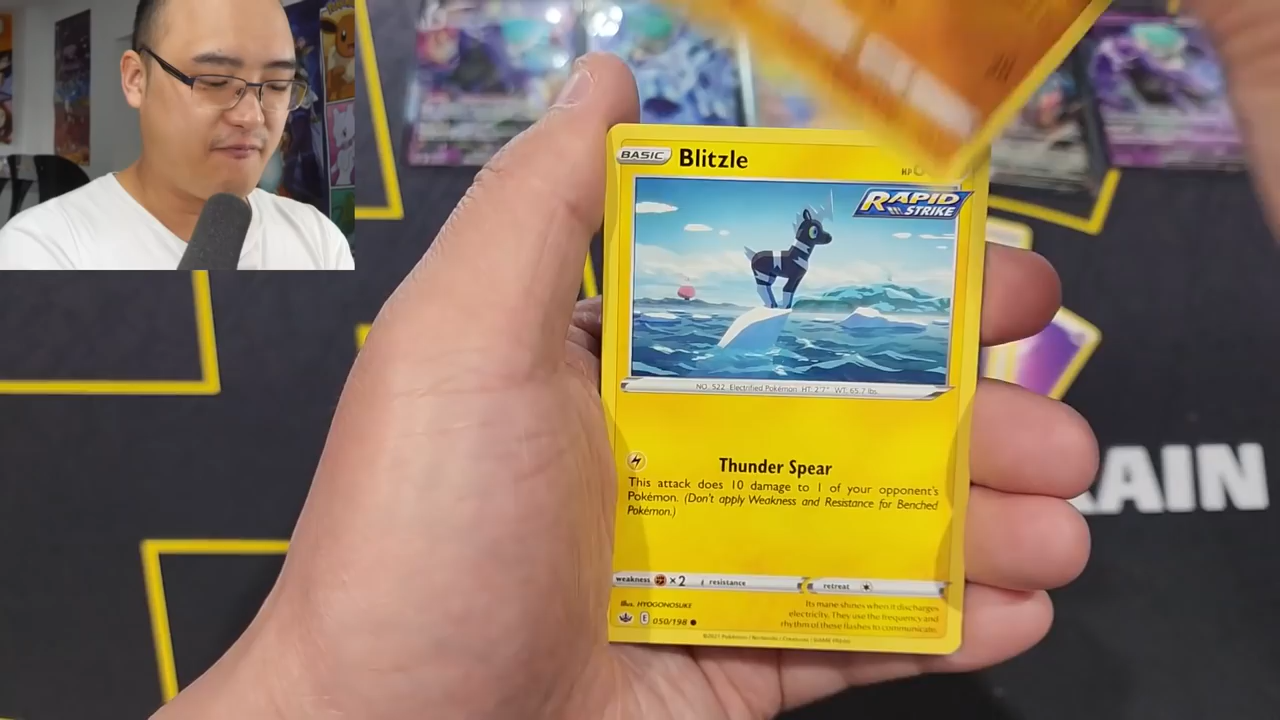 BASIC Blitzle HP
RAPID
STRIKE
NO. 522 Electrified Pokémon HT: 2'7" WT: 65.7 lbs.
Thunder Spear
This attack does 10 damage to 1 of your opponent's
Pokémon. (Don't apply Weakness and Resistance for Benched
Pokémon.)
weakness ×2 resistance retreat
Illus. HYOGONOSUKE
E 050/198
Its mane shines when it discharges
electricity. They use the frequency and
rhythm of these flashes to communicate.
©2021 Pokémon / Nintendo / Creatures / GAME FREAK
RAIN